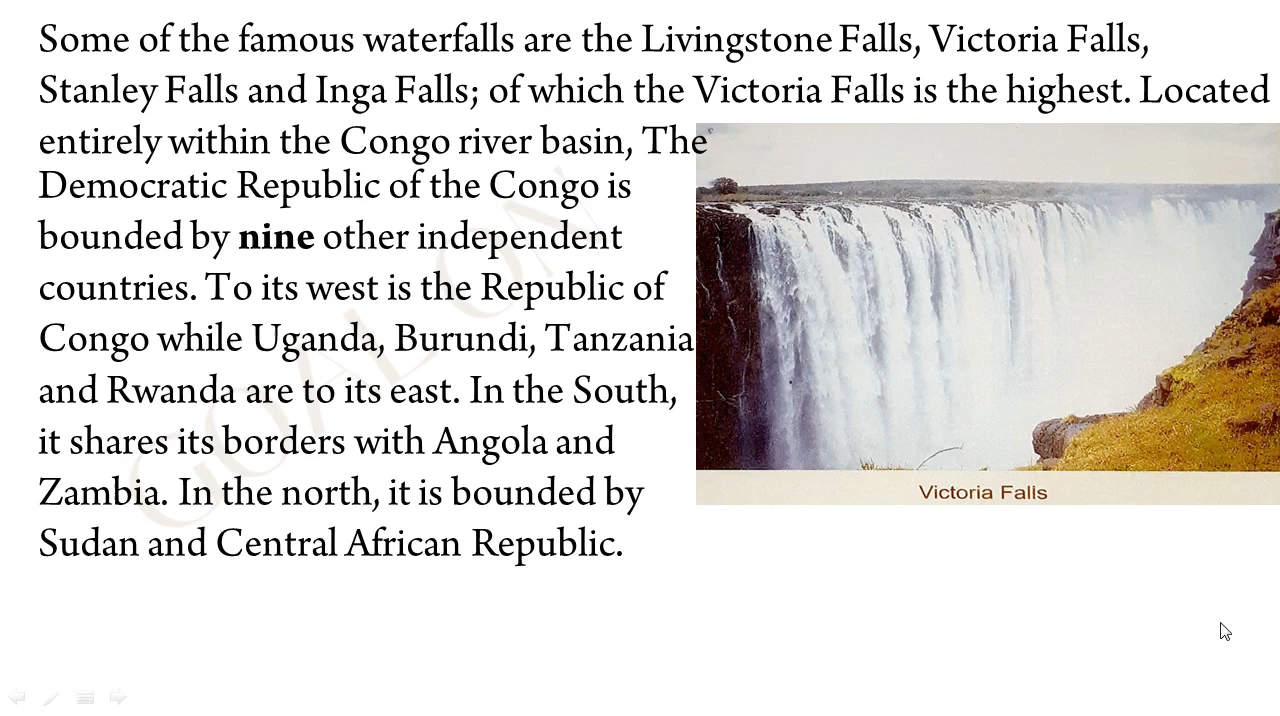 Some of the famous waterfalls are the Livingstone Falls, Victoria Falls,
Stanley Falls and Inga Falls; of which the Victoria Falls is the highest. Located
entirely within the Congo river basin, The
Democratic Republic of the Congo is
bounded by nine other independent
countries. To its west is the Republic of
Congo while Uganda, Burundi, Tanzania
and Rwanda are to its east. In the South,
it shares its borders with Angola and
Zambia. In the north, it is bounded by
Sudan and Central African Republic.
Victoria Falls
GOAL ON